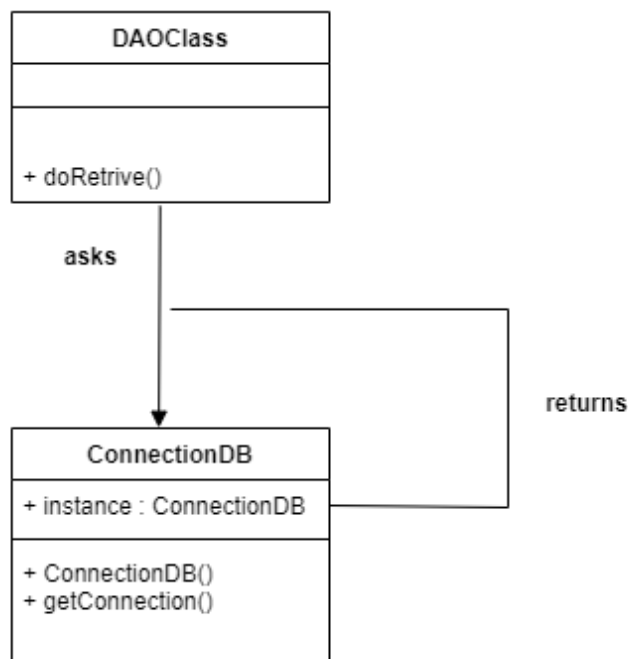 DAOClass
+ doRetrive()
asks
returns
ConnectionDB
+ instance : ConnectionDB
+ ConnectionDB()
+ getConnection()